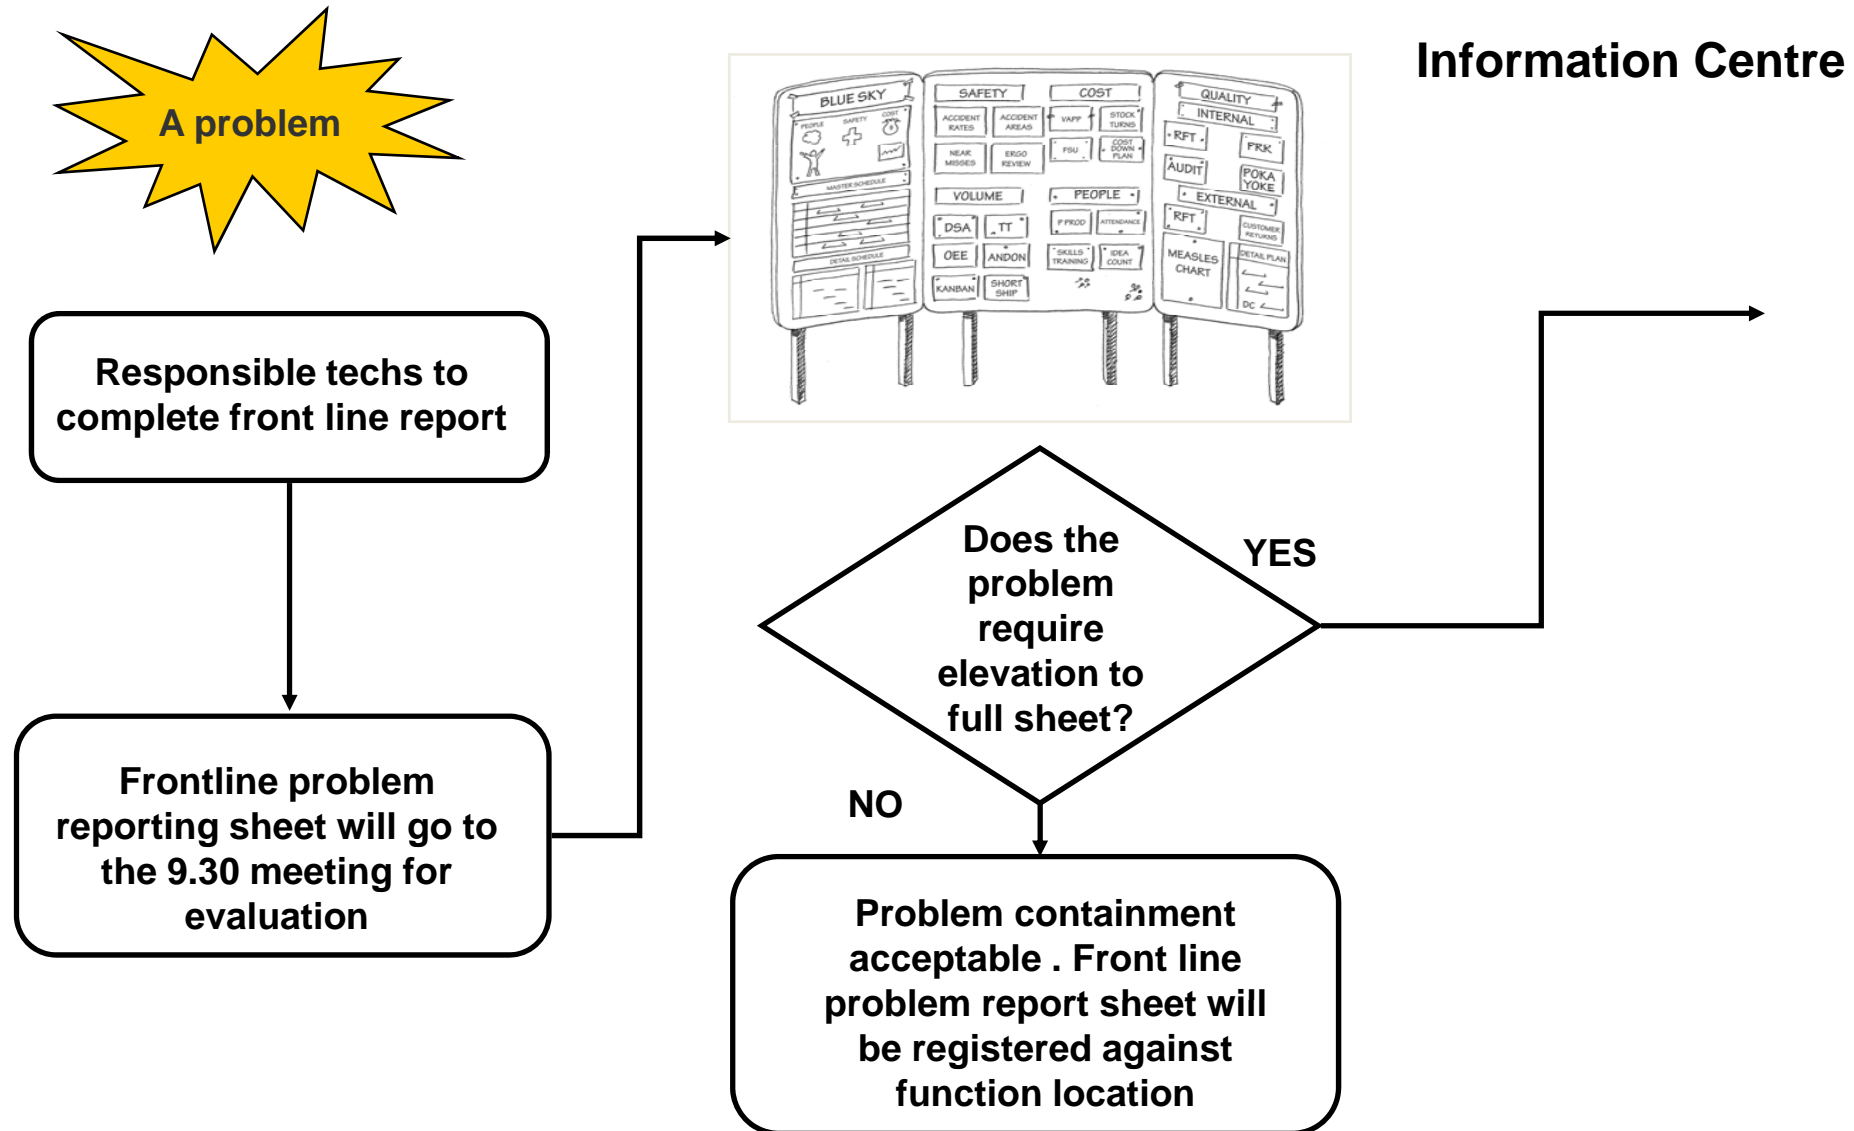 Information Centre
A problem
Responsible techs to
complete front line report
Frontline problem
reporting sheet will go to
the 9.30 meeting for
evaluation
BLUE SKY
PEOPLE
SAFETY
COST
MASTER SCHEDULE
DETAIL SCHEDULE
SAFETY
ACCIDENT
RATES
ACCIDENT
AREAS
NEAR
MISSES
ERGO
REVIEW
COST
VAPP
STOCK
TURNS
FSU
COST
DOWN
PLAN
VOLUME
DSA
TT
OEE
ANDON
KANBAN
SHORT
SHIP
PEOPLE
P PROD
ATTENDANCE
SKILLS
TRAINING
IDEA
COUNT
QUALITY
INTERNAL
RFT
FRK
AUDIT
POKA
YOKE
EXTERNAL
RFT
CUSTOMER
RETURNS
MEASLES
CHART
DETAIL PLAN
DC
Does the
problem
require
elevation to
full sheet?
YES
NO
Problem containment
acceptable . Front line
problem report sheet will
be registered against
function location